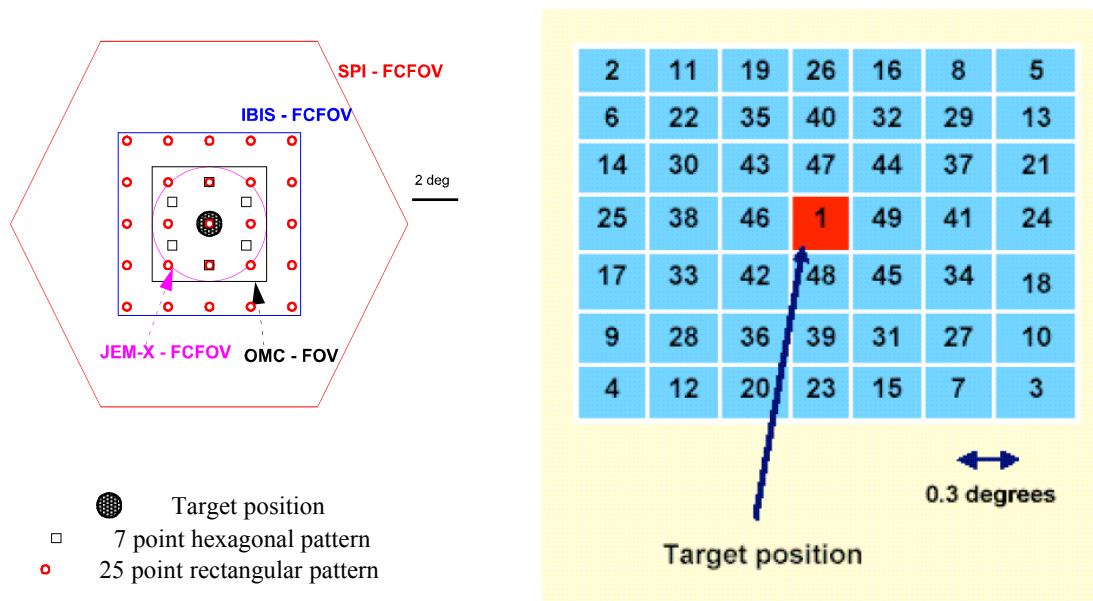 SPI - FCFOV
IBIS - FCFOV
2 deg
JEM-X - FCFOV
OMC - FOV
Target position
7 point hexagonal pattern
25 point rectangular pattern
2 11 19 26 16 8 5
6 22 35 40 32 29 13
14 30 43 47 44 37 21
25 38 46 1 49 41 24
17 33 42 48 45 34 18
9 28 36 39 31 27 10
4 12 20 23 15 7 3
0.3 degrees
Target position